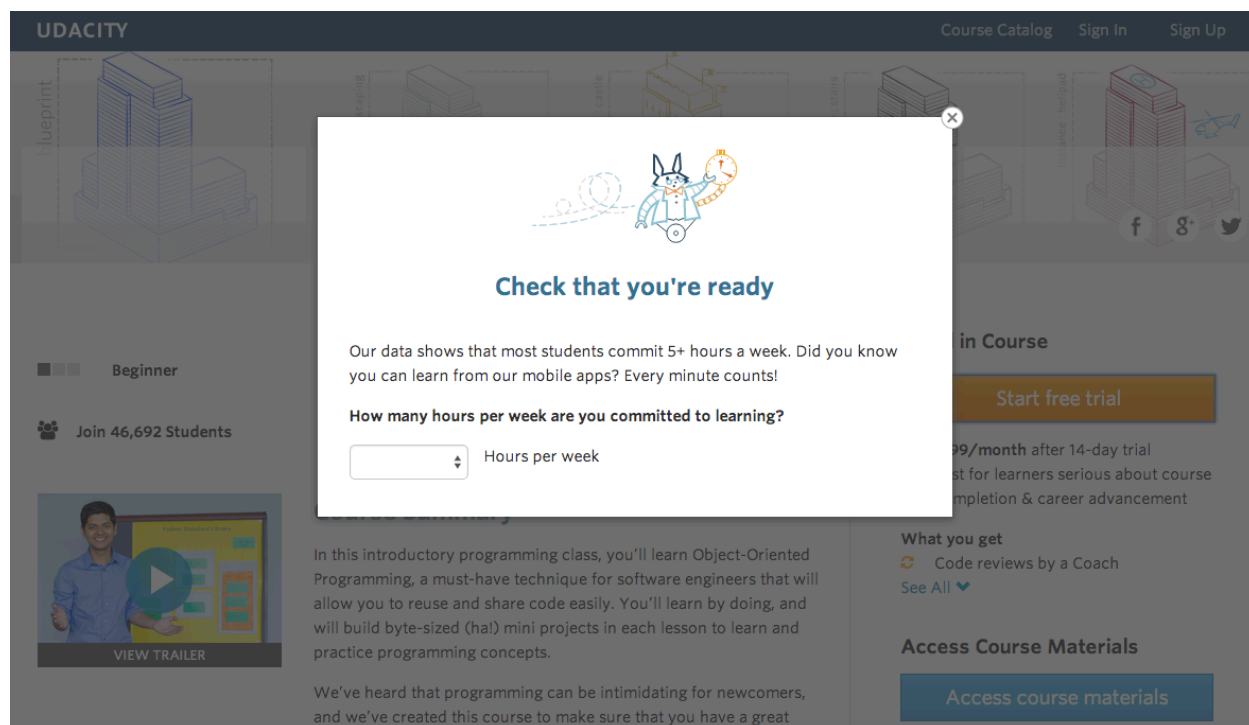 UDACITY
Course Catalog
Sign In
Sign Up
blueprint
castle
Check that you're ready
Our data shows that most students commit 5+ hours a week. Did you know
you can learn from our mobile apps? Every minute counts!
How many hours per week are you committed to learning?
Hours per week
Beginner
Join 46,692 Students
VIEW TRAILER
Course Summary
In this introductory programming class, you'll learn Object-Oriented
Programming, a must-have technique for software engineers that will
allow you to reuse and share code easily. You'll learn by doing, and
will build byte-sized (ha!) mini projects in each lesson to learn and
practice programming concepts.
We've heard that programming can be intimidating for newcomers,
and we've created this course to make sure that you have a great
in Course
Start free trial
99/month after 14-day trial
st for learners serious about course
mpletion & career advancement
What you get
Code reviews by a Coach
See All
Access Course Materials
Access course materials